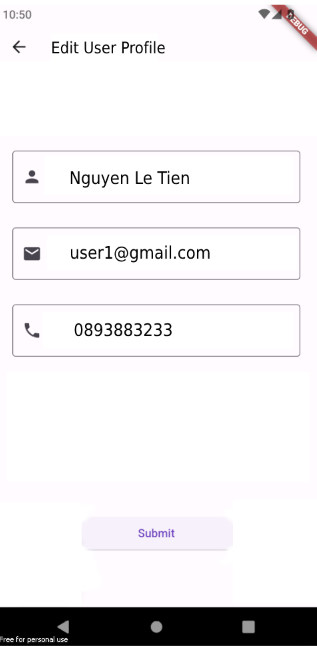 10:50
DEBUG
Edit User Profile
Nguyen Le Tien
user1@gmail.com
0893883233
Submit
Free for personal use